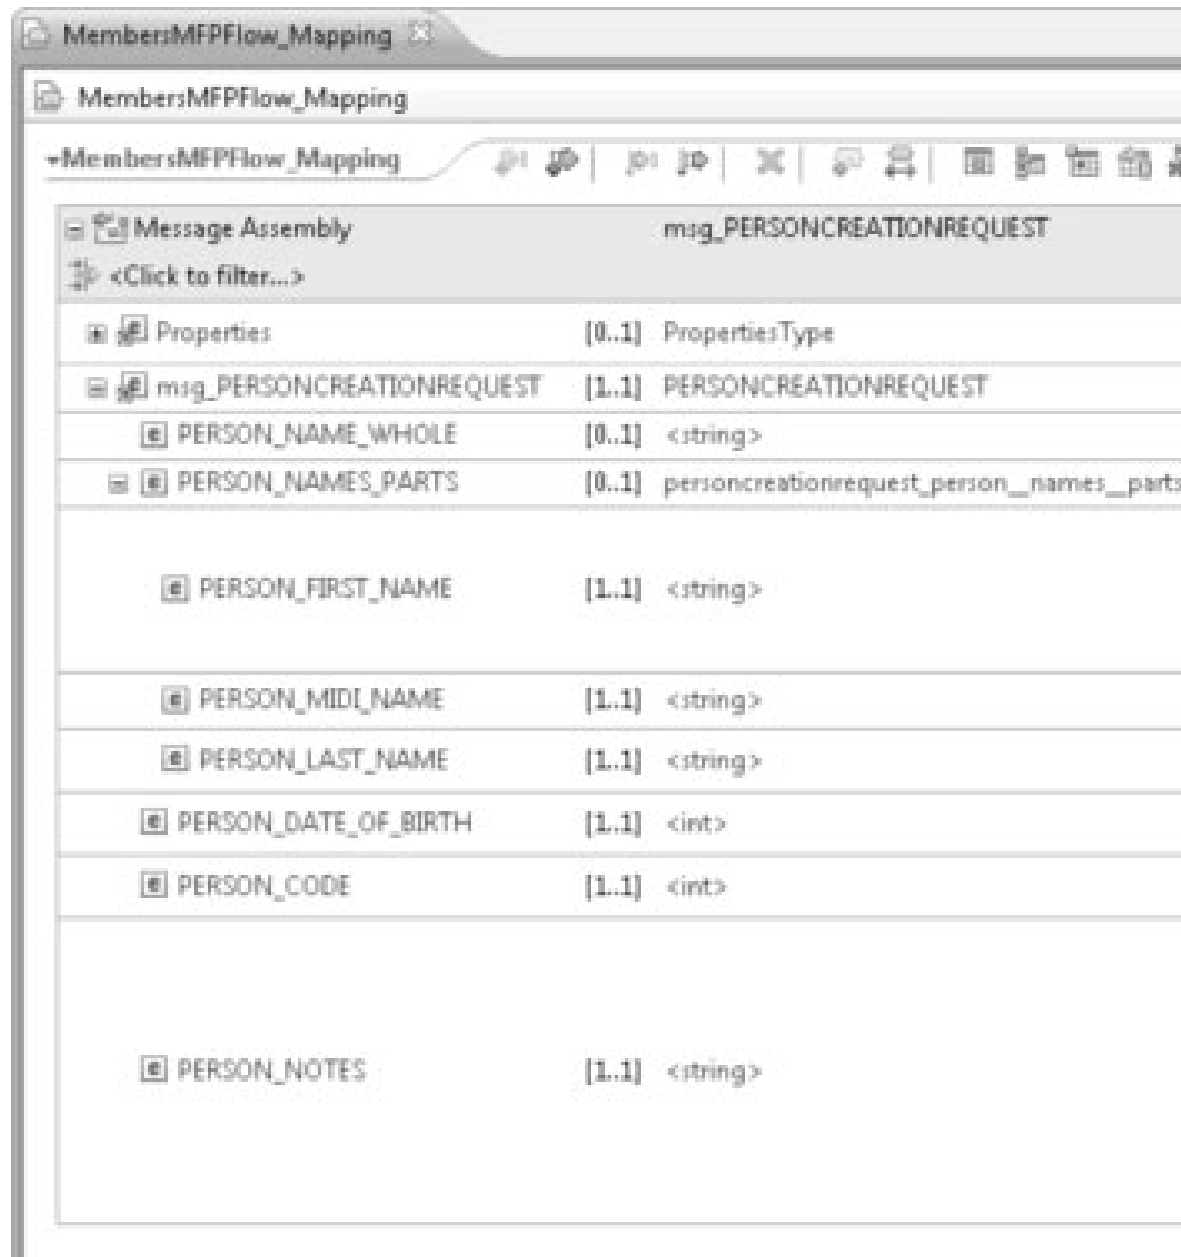 MembersMFPFlow_Mapping
MembersMFPFlow_Mapping
MembersMFPFlow_Mapping
Message Assembly msg_PERSONCREATIONREQUEST
<Click to filter...>
Properties [0..1] PropertiesType
msg_PERSONCREATIONREQUEST [1..1] PERSONCREATIONREQUEST
PERSON_NAME_WHOLE [0..1] <string>
PERSON_NAMES_PARTS [0..1] personcreationrequest_person__names__parts
PERSON_FIRST_NAME [1..1] <string>
PERSON_MIDI_NAME [1..1] <string>
PERSON_LAST_NAME [1..1] <string>
PERSON_DATE_OF_BIRTH [1..1] <int>
PERSON_CODE [1..1] <int>
PERSON_NOTES [1..1] <string>